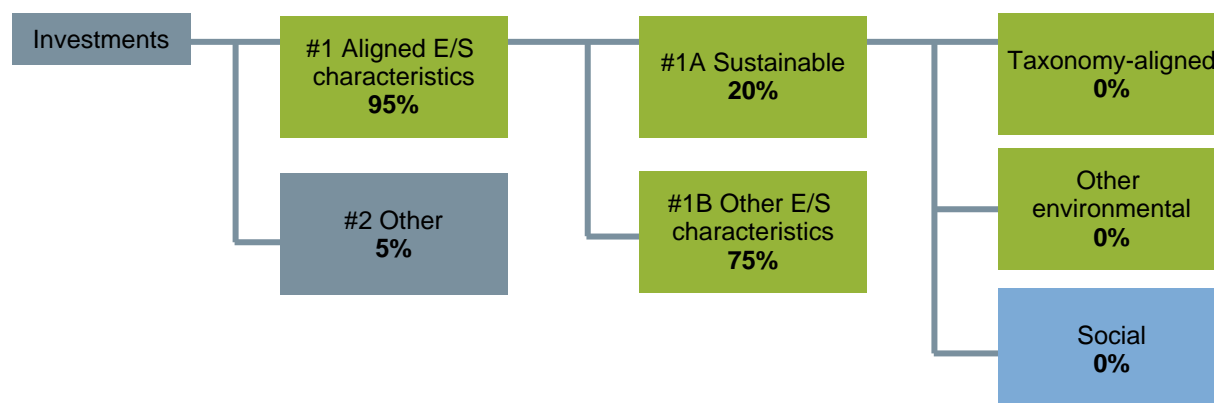 Investments
#1 Aligned E/S
characteristics
95%
#2 Other
5%
#1A Sustainable
20%
#1B Other E/S
characteristics
75%
Taxonomy-aligned
0%
Other
environmental
0%
Social
0%